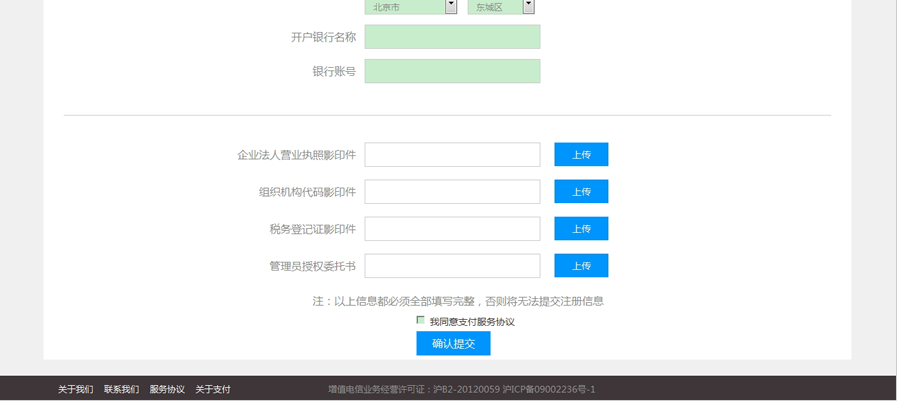 北京市 东城区
开户银行名称
银行账号
企业法人营业执照影印件 上传
组织机构代码影印件 上传
税务登记证影印件 上传
管理员授权委托书 上传
注：以上信息都必须全部填写完整，否则将无法提交注册信息
我同意支付服务协议
确认提交
关于我们 联系我们 服务协议 关于支付 增值电信业务经营许可证：沪B2-20120059 沪ICP备09002236号-1